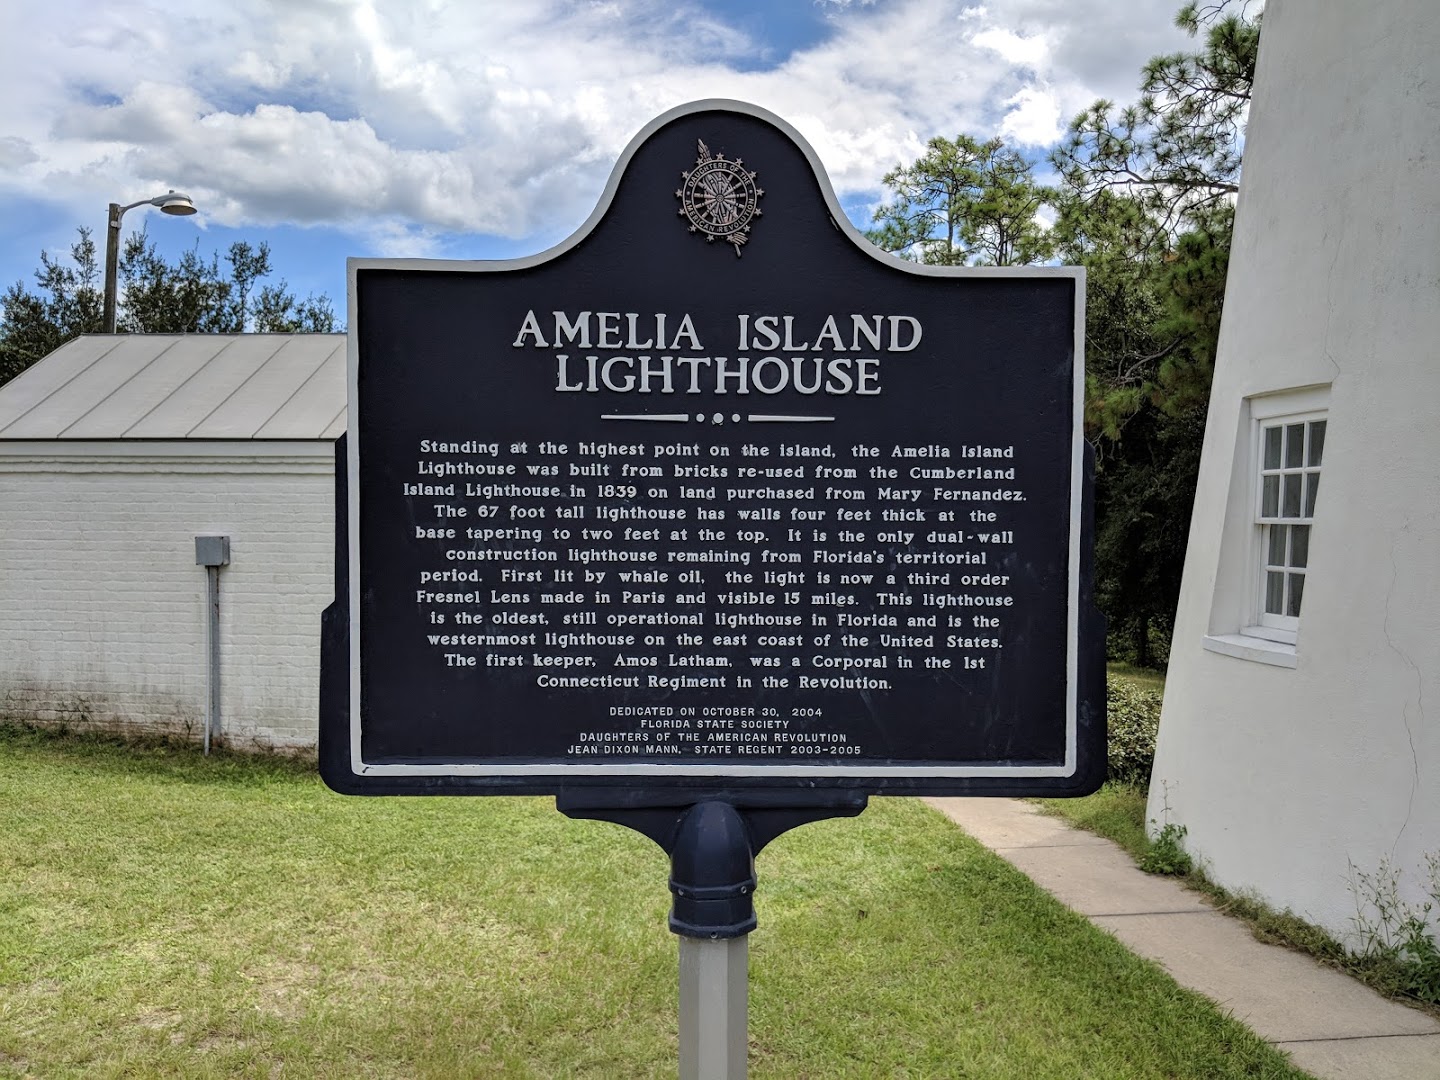 DAUGHTERS OF THE
AMERICAN REVOLUTION
AMELIA ISLAND
LIGHTHOUSE
Standing at the highest point on the island, the Amelia Island
Lighthouse was built from bricks re-used from the Cumberland
Island Lighthouse in 1839 on land purchased from Mary Fernandez.
The 67 foot tall lighthouse has walls four feet thick at the
base tapering to two feet at the top. It is the only dual-wall
construction lighthouse remaining from Florida's territorial
period. First lit by whale oil, the light is now a third order
Fresnel Lens made in Paris and visible 15 miles. This lighthouse
is the oldest, still operational lighthouse in Florida and is the
westernmost lighthouse on the east coast of the United States.
The first keeper, Amos Latham, was a Corporal in the 1st
Connecticut Regiment in the Revolution.
DEDICATED ON OCTOBER 30, 2004
FLORIDA STATE SOCIETY
DAUGHTERS OF THE AMERICAN REVOLUTION
JEAN DIXON MANN, STATE REGENT 2003-2005